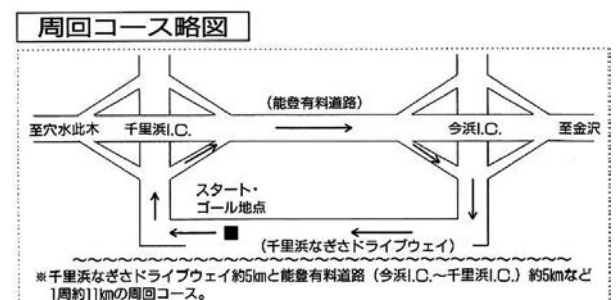 周回コース略図
(能登有料道路)
至穴水此木 千里浜I.C. 今浜I.C. 至金沢
スタート・
ゴール地点
(千里浜なぎさドライブウェイ)
※千里浜なぎさドライブウェイ約5kmと能登有料道路(今浜I.C.~千里浜I.C.)約5kmなど
1周約11kmの周回コース。